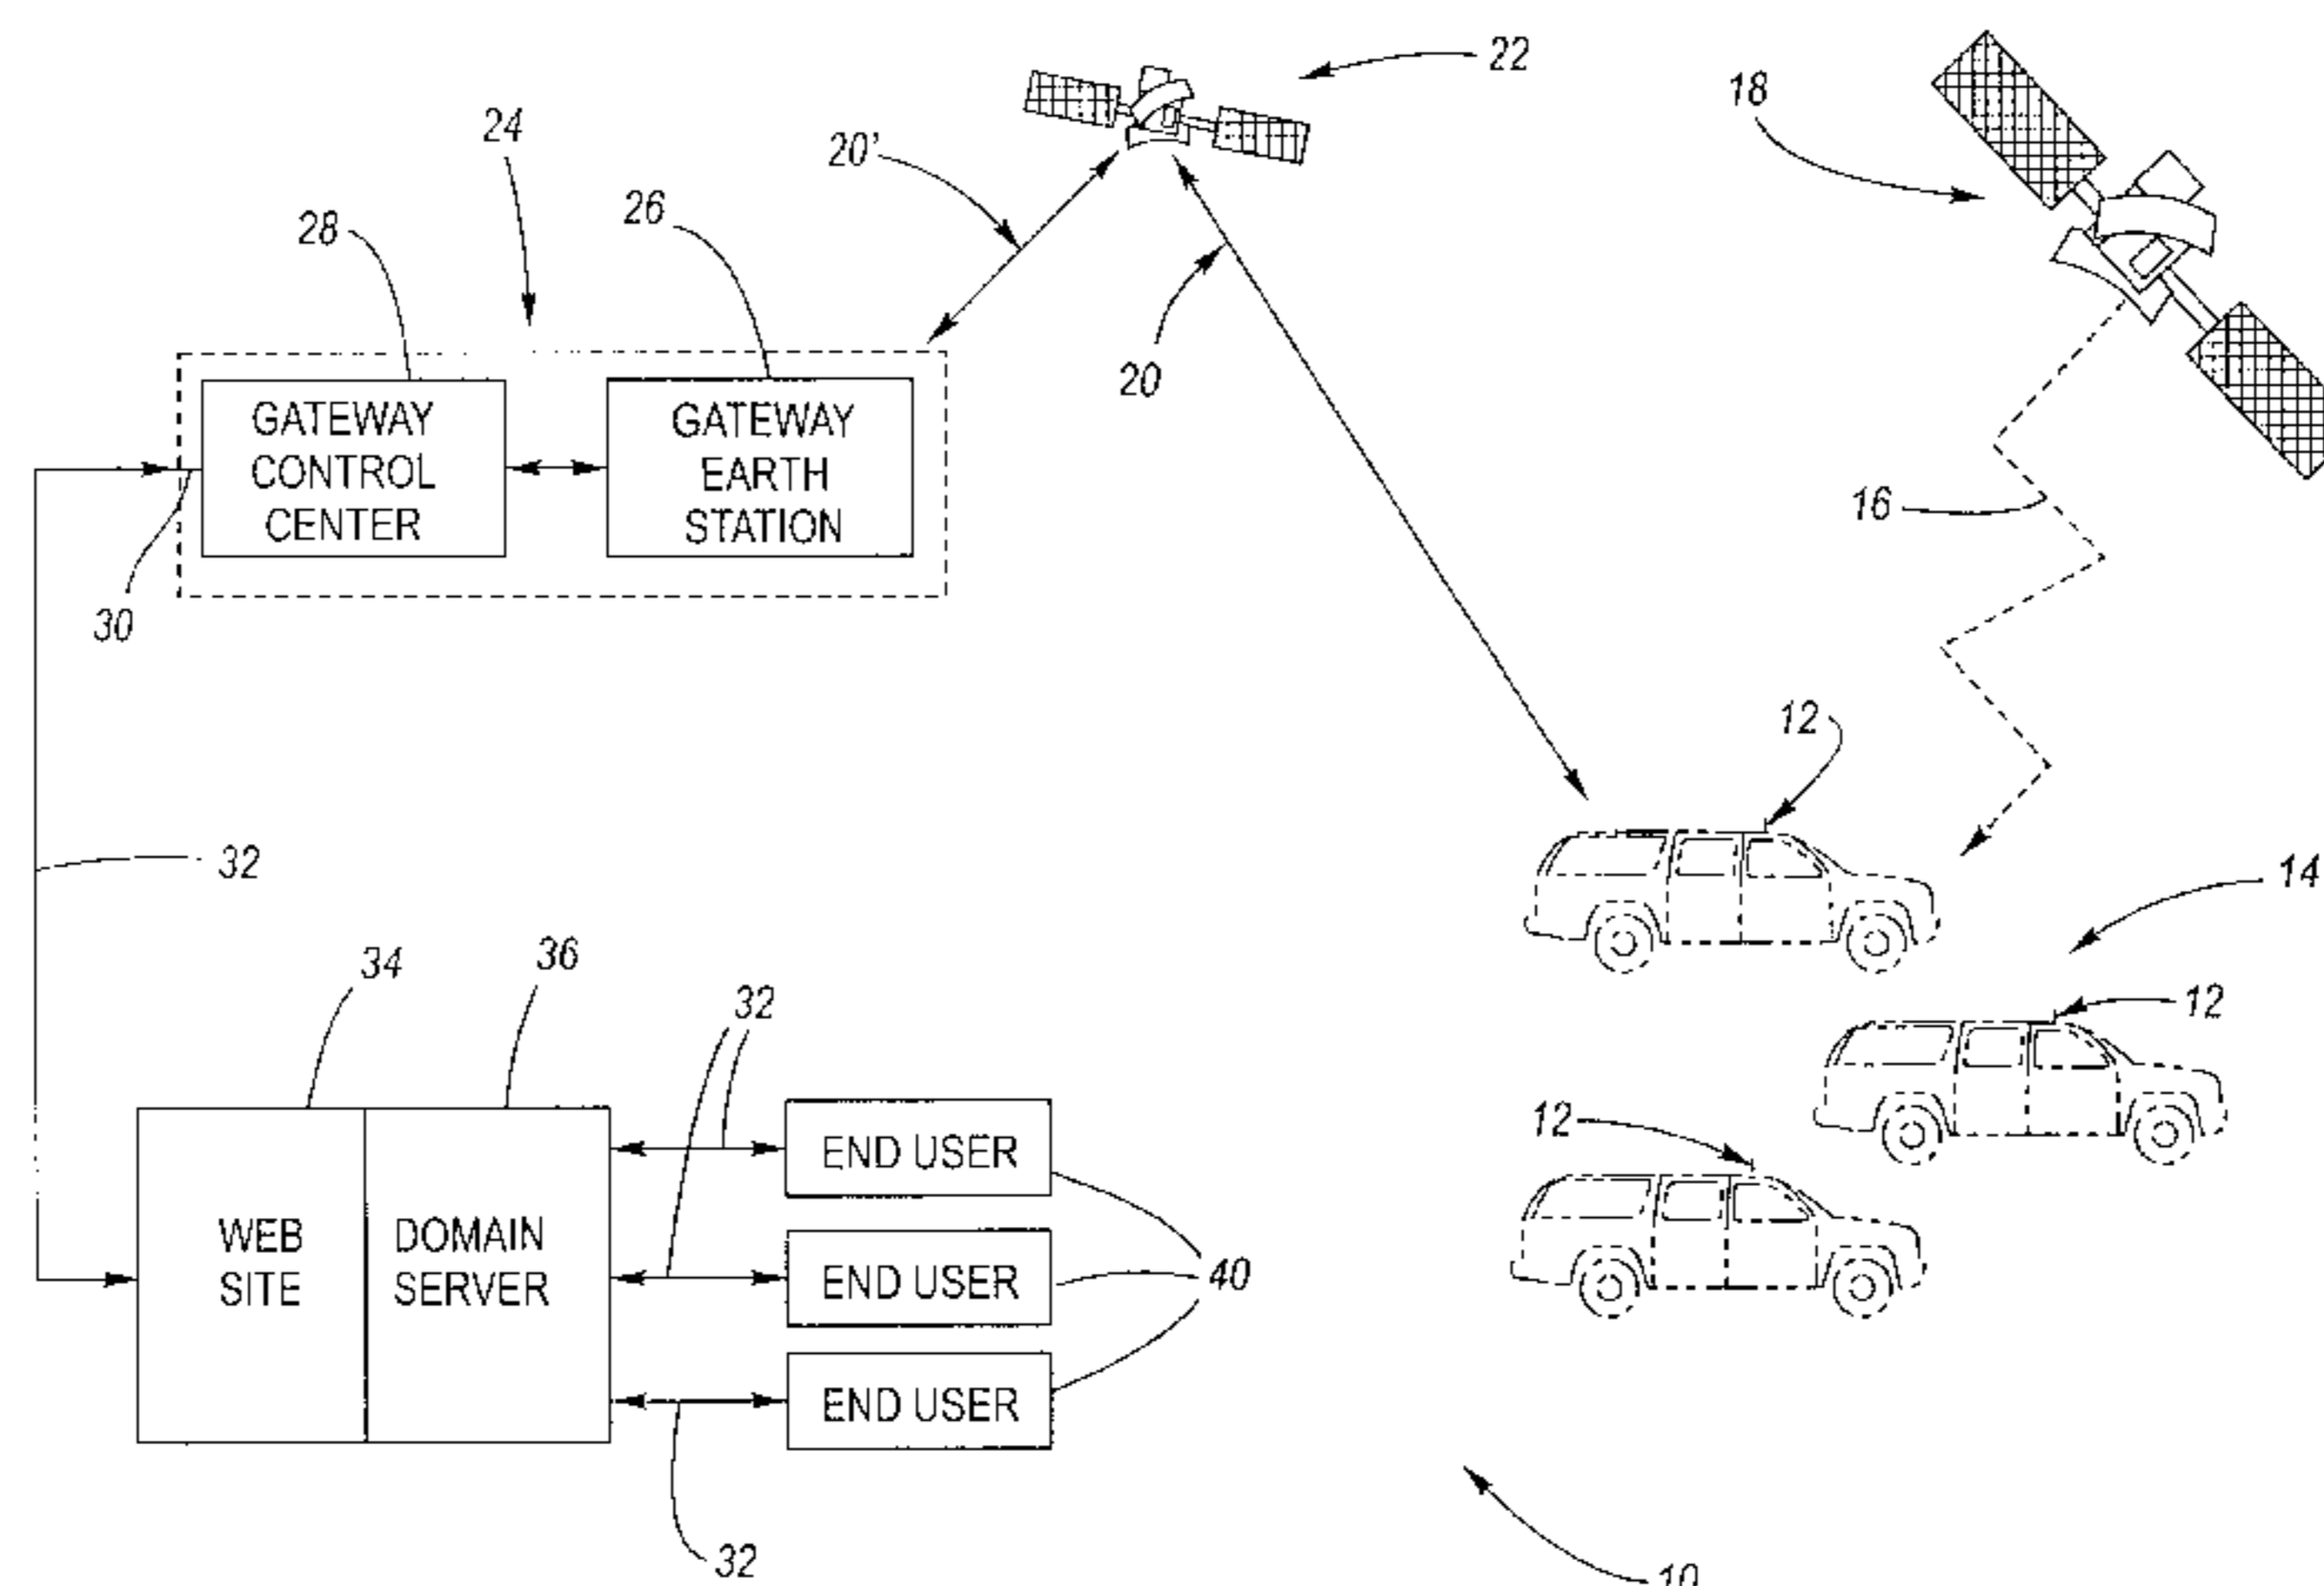 22
18
24
20'
28
26
20
GATEWAY
CONTROL
CENTER
GATEWAY
EARTH
STATION
16
30
12
32
14
34
36
32
12
12
END USER
WEB
SITE
DOMAIN
SERVER
END USER
40
END USER
32
10